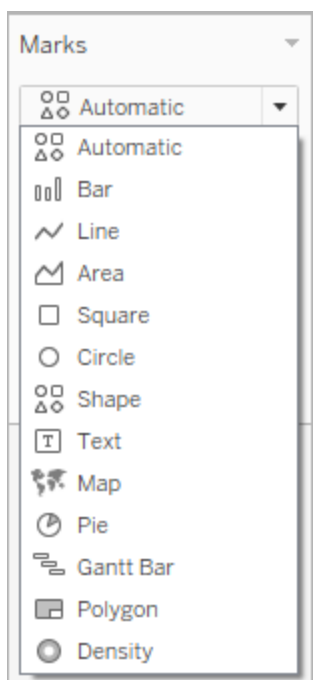 Marks
Automatic
Automatic
Bar
Line
Area
Square
Circle
Shape
T Text
Map
Pie
Gantt Bar
Polygon
Density